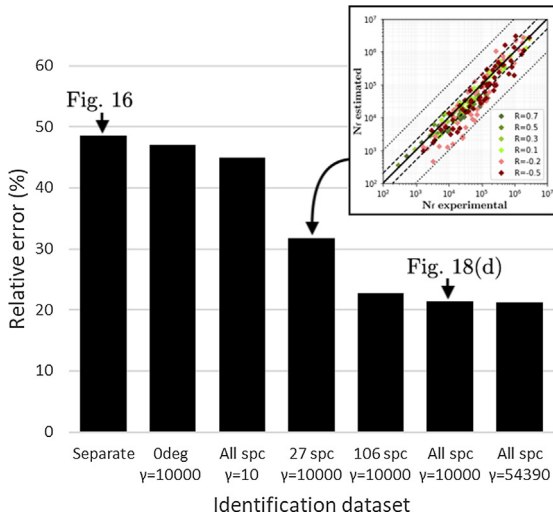 60
50
40
30
20
10
0
Relative error (%)
Fig. 16
Fig. 18(d)
10⁷
10⁶
10⁵
10⁴
10³
10²
Nf estimated
R=0.7
R=0.5
R=0.3
R=0.1
R=-0.2
R=-0.5
10² 10³ 10⁴ 10⁵ 10⁶ 10⁷
Nf experimental
Separate 0deg All spc 27 spc 106 spc All spc All spc
γ=10000 γ=10 γ=10000 γ=10000 γ=10000 γ=54390
Identification dataset